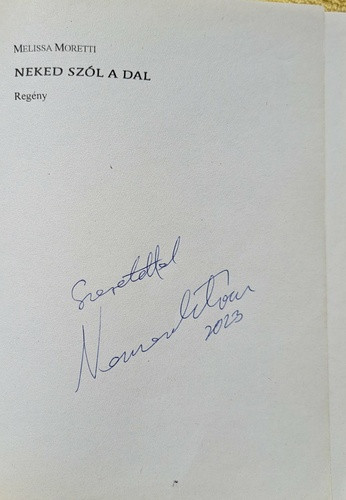 MELISSA MORETTI
NEKED SZÓL A DAL
Regény
Szeretettel
2023